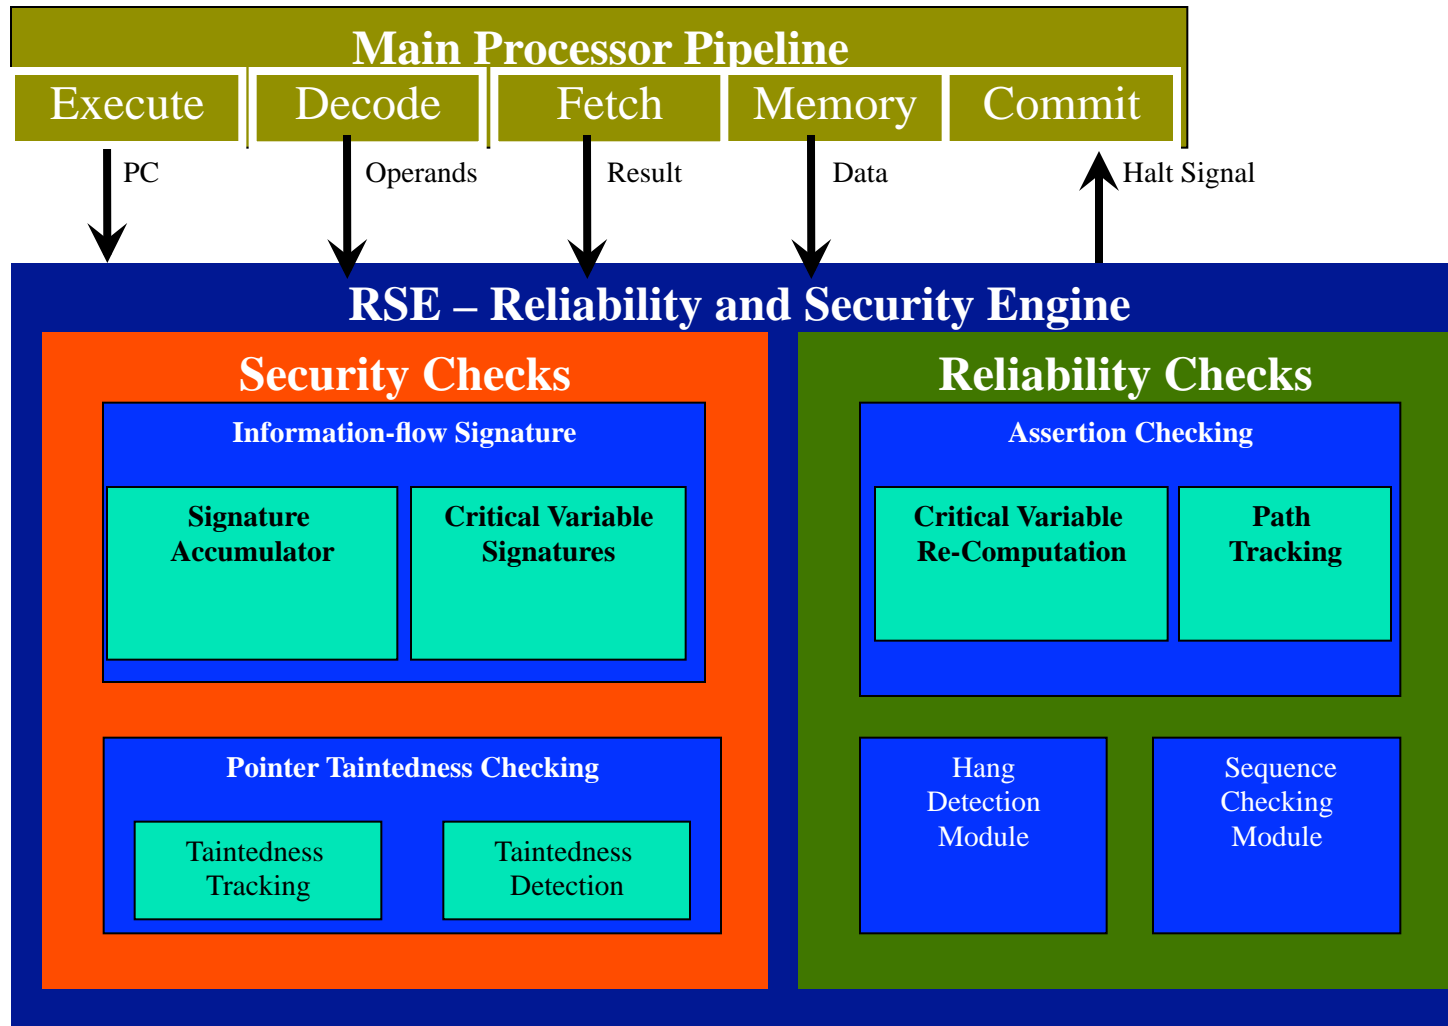 Main Processor Pipeline
Execute
Decode
Fetch
Memory
Commit
PC
Operands
Result
Data
Halt Signal
RSE – Reliability and Security Engine
Security Checks
Information-flow Signature
Signature
Accumulator
Critical Variable
Signatures
Pointer Taintedness Checking
Taintedness
Tracking
Taintedness
Detection
Reliability Checks
Assertion Checking
Critical Variable
Re-Computation
Path
Tracking
Hang
Detection
Module
Sequence
Checking
Module